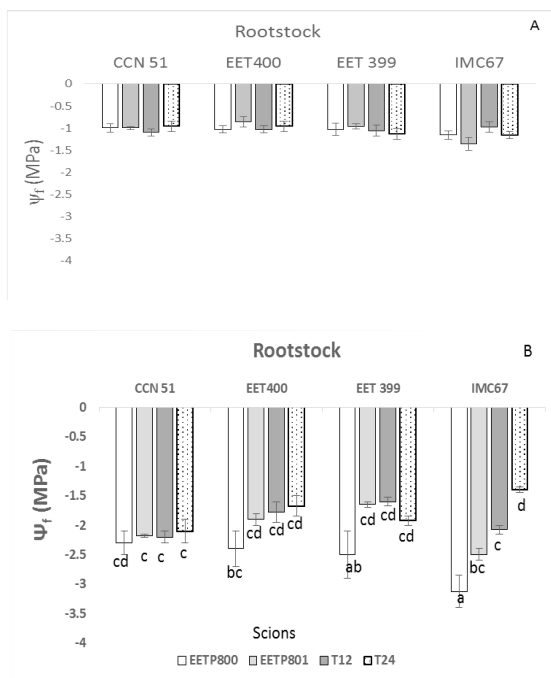 A
Rootstock
CCN 51 EET400 EET 399 IMC67
0
-0.5
-1
-1.5
-2
-2.5
-3
-3.5
-4
Ψf (MPa)
B
Rootstock
CCN 51 EET400 EET 399 IMC67
0
-0.5
-1
-1.5
-2
-2.5
-3
-3.5
-4
Ψf (MPa)
cd c c c bc cd cd cd ab cd cd cd a bc c d
Scions
EETP800 EETP801 T12 T24